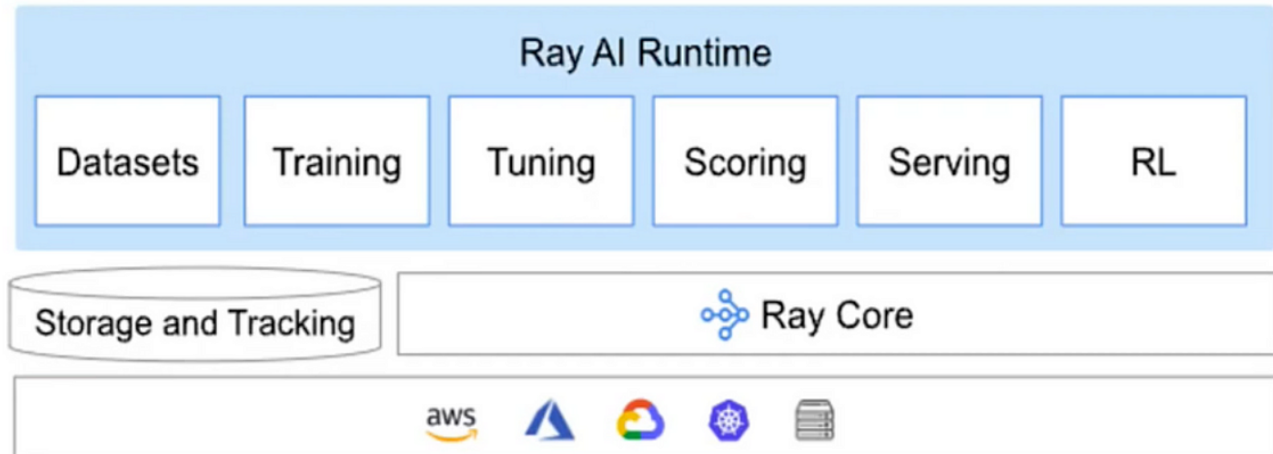 Ray AI Runtime
Datasets Training Tuning Scoring Serving RL
Storage and Tracking Ray Core
aws